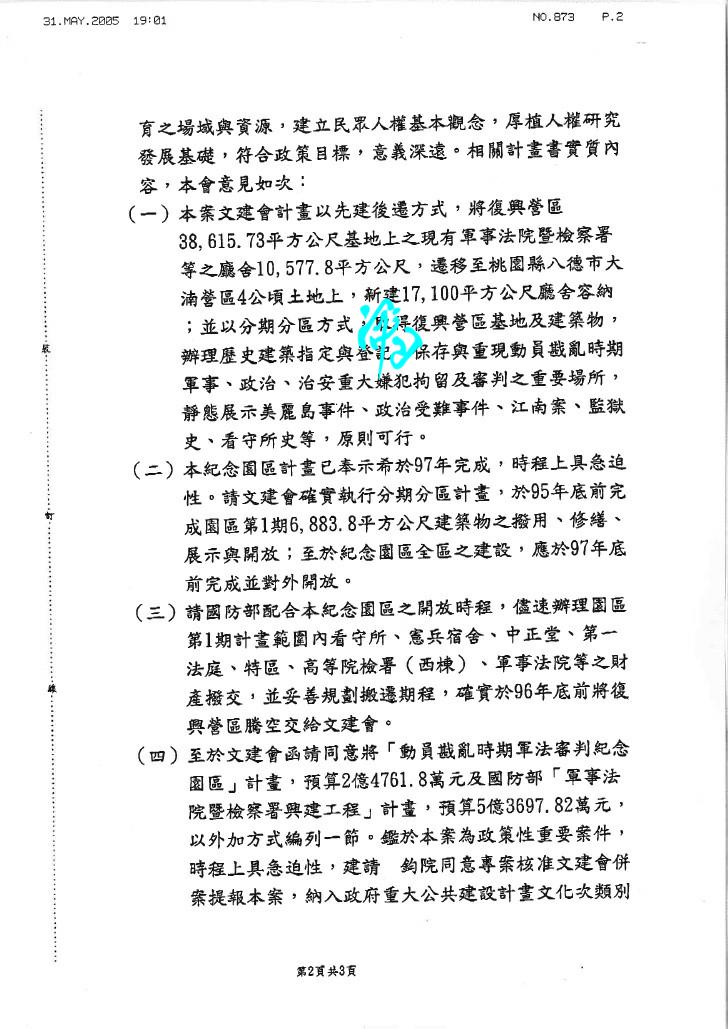 31.MAY.2005 19:01
NO.873 P.2
育之場域與資源，建立民眾人權基本觀念，厚植人權研究
發展基礎，符合政策目標，意義深遠。相關計畫書實質內
容，本會意見如次：
（一）本案文建會計畫以先建後遷方式，將復興營區
38,615.73平方公尺基地上之現有軍事法院暨檢察署
等之廳舍10,577.8平方公尺，遷移至桃園縣八德市大
湳營區4公頃土地上，新建17,100平方公尺廳舍容納
；並以分期分區方式，取得復興營區基地及建築物，
辦理歷史建築指定與登記，保存與重現動員戡亂時期
軍事、政治、治安重大嫌犯拘留及審判之重要場所，
靜態展示美麗島事件、政治受難事件、江南案、監獄
史、看守所史等，原則可行。
（二）本紀念園區計畫已奉示希於97年完成，時程上具急迫
性。請文建會確實執行分期分區計畫，於95年底前完
成園區第1期6,883.8平方公尺建築物之撥用、修繕、
展示與開放；至於紀念園區全區之建設，應於97年底
前完成並對外開放。
（三）請國防部配合本紀念園區之開放時程，儘速辦理園區
第1期計畫範圍內看守所、憲兵宿舍、中正堂、第一
法庭、特區、高等院檢署（西棟）、軍事法院等之財
產撥交，並妥善規劃搬遷期程，確實於96年底前將復
興營區騰空交給文建會。
（四）至於文建會函請同意將「動員戡亂時期軍法審判紀念
園區」計畫，預算2億4761.8萬元及國防部「軍事法
院暨檢察署興建工程」計畫，預算5億3697.82萬元，
以外加方式編列一節。鑑於本案為政策性重要案件，
時程上具急迫性，建請　鈞院同意專案核准文建會併
案提報本案，納入政府重大公共建設計畫文化次類別
裝
訂
線
第2頁共3頁